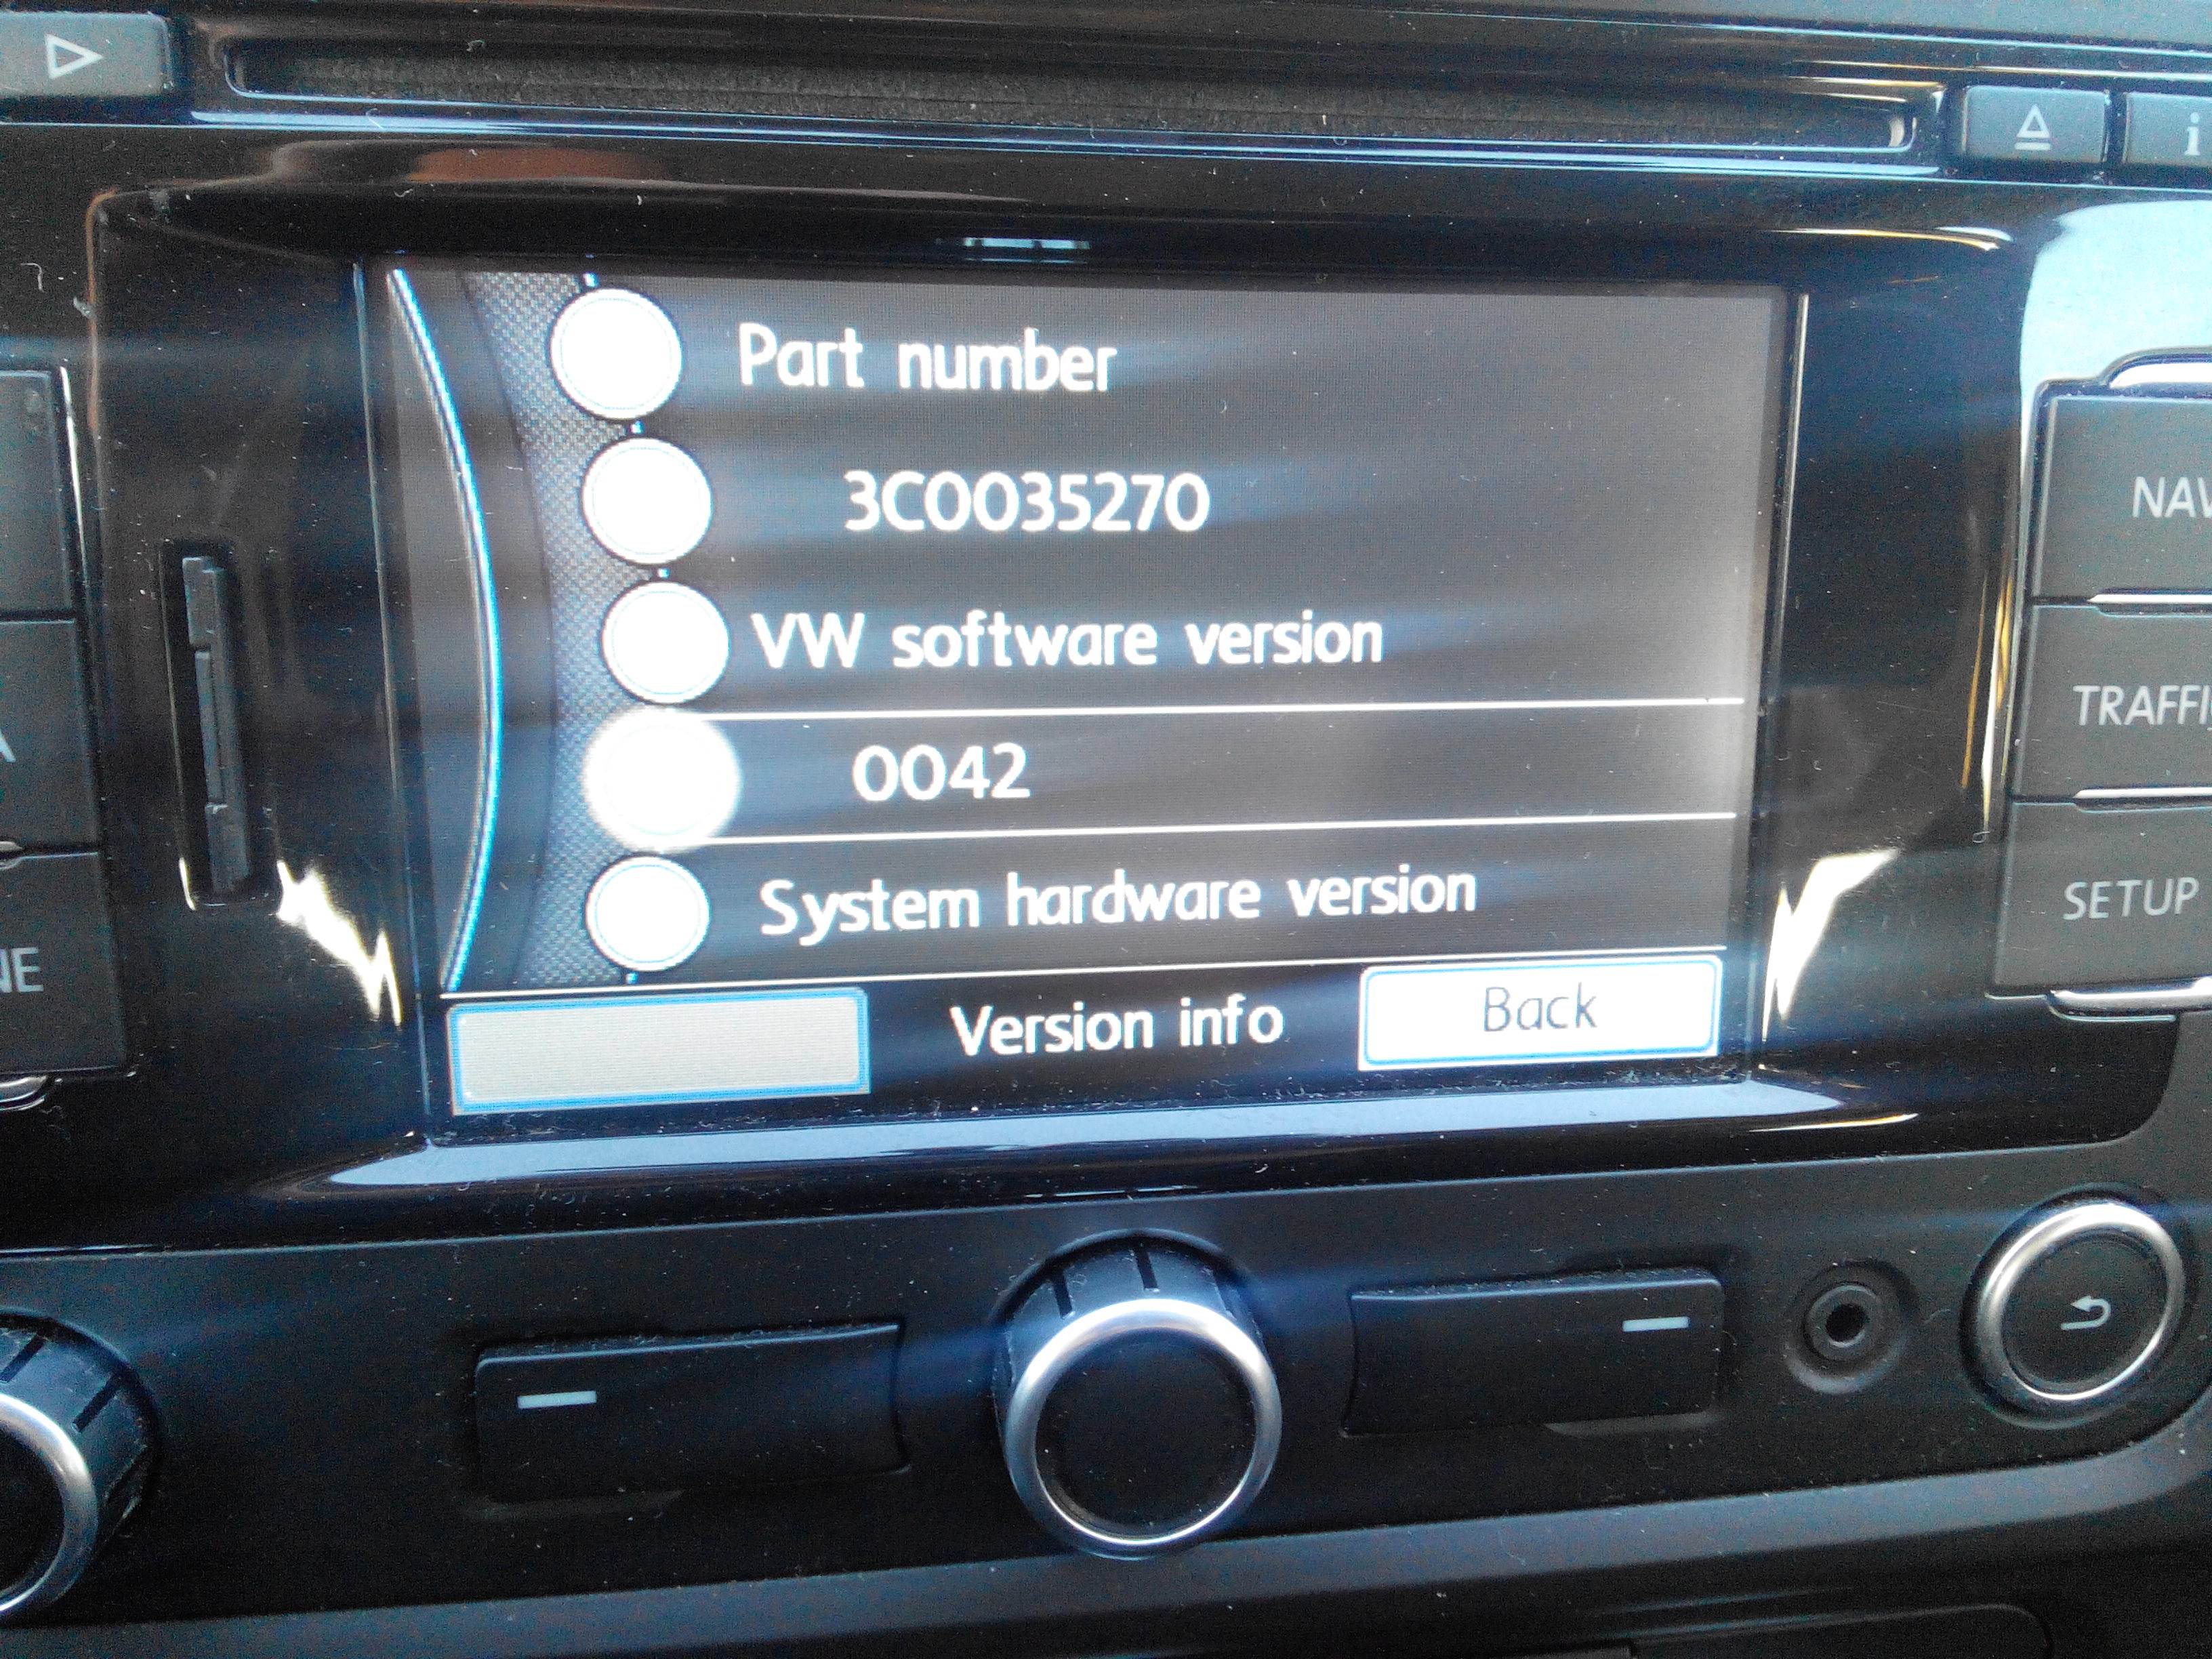 Part number
3C0035270
VW software version
0042
System hardware version
Version info
Back
NAV
TRAFFI
SETUP
NE
i